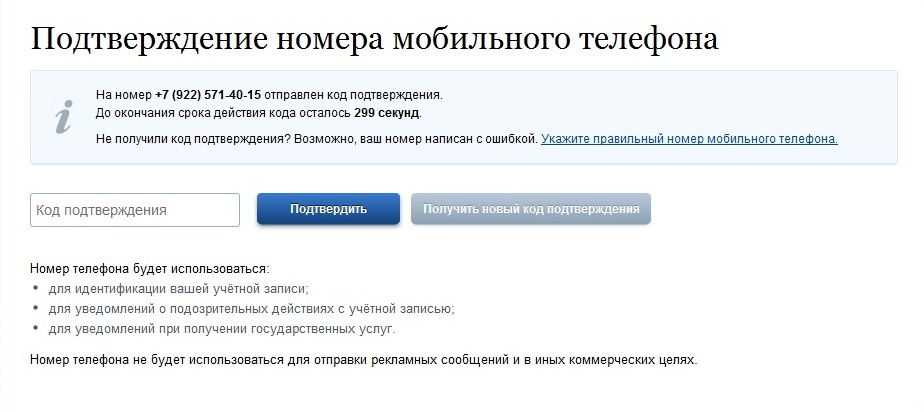 Подтверждение номера мобильного телефона
На номер +7 (922) 571-40-15 отправлен код подтверждения.
До окончания срока действия кода осталось 299 секунд.
Не получили код подтверждения? Возможно, ваш номер написан с ошибкой. Укажите правильный номер мобильного телефона.
Код подтверждения
Подтвердить
Получить новый код подтверждения
Номер телефона будет использоваться:
• для идентификации вашей учётной записи;
• для уведомлений о подозрительных действиях с учётной записью;
• для уведомлений при получении государственных услуг.
Номер телефона не будет использоваться для отправки рекламных сообщений и в иных коммерческих целях.